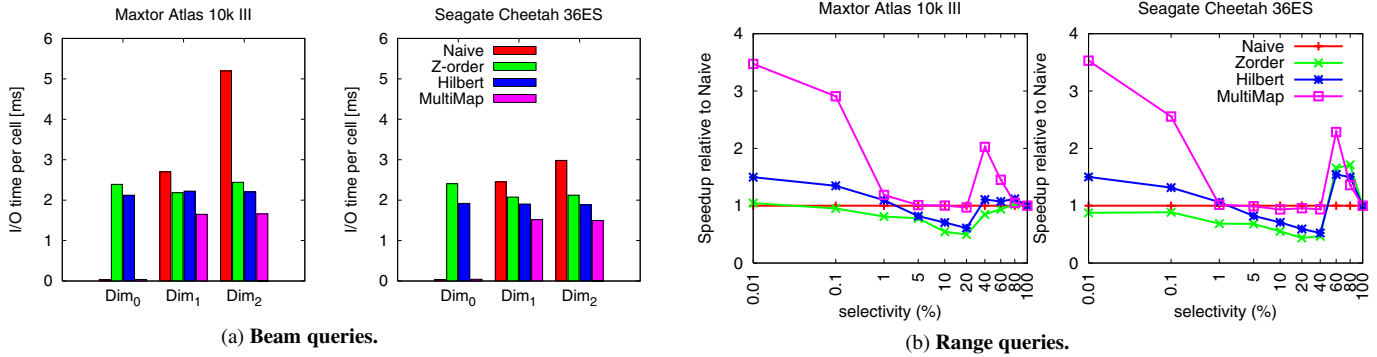 Maxtor Atlas 10k III
I/O time per cell [ms]
6
5
4
3
2
1
0
Dim0 Dim1 Dim2
Seagate Cheetah 36ES
I/O time per cell [ms]
6
5
4
3
2
1
0
Naive
Z-order
Hilbert
MultiMap
Dim0 Dim1 Dim2
(a) Beam queries.
Maxtor Atlas 10k III
Speedup relative to Naive
4
3
2
1
0
Naive
Zorder
Hilbert
MultiMap
0.01 0.1 1 5 10 20 40 60 80 100
selectivity (%)
Seagate Cheetah 36ES
Speedup relative to Naive
4
3
2
1
0
Naive
Zorder
Hilbert
MultiMap
0.01 0.1 1 5 10 20 40 60 80 100
selectivity (%)
(b) Range queries.